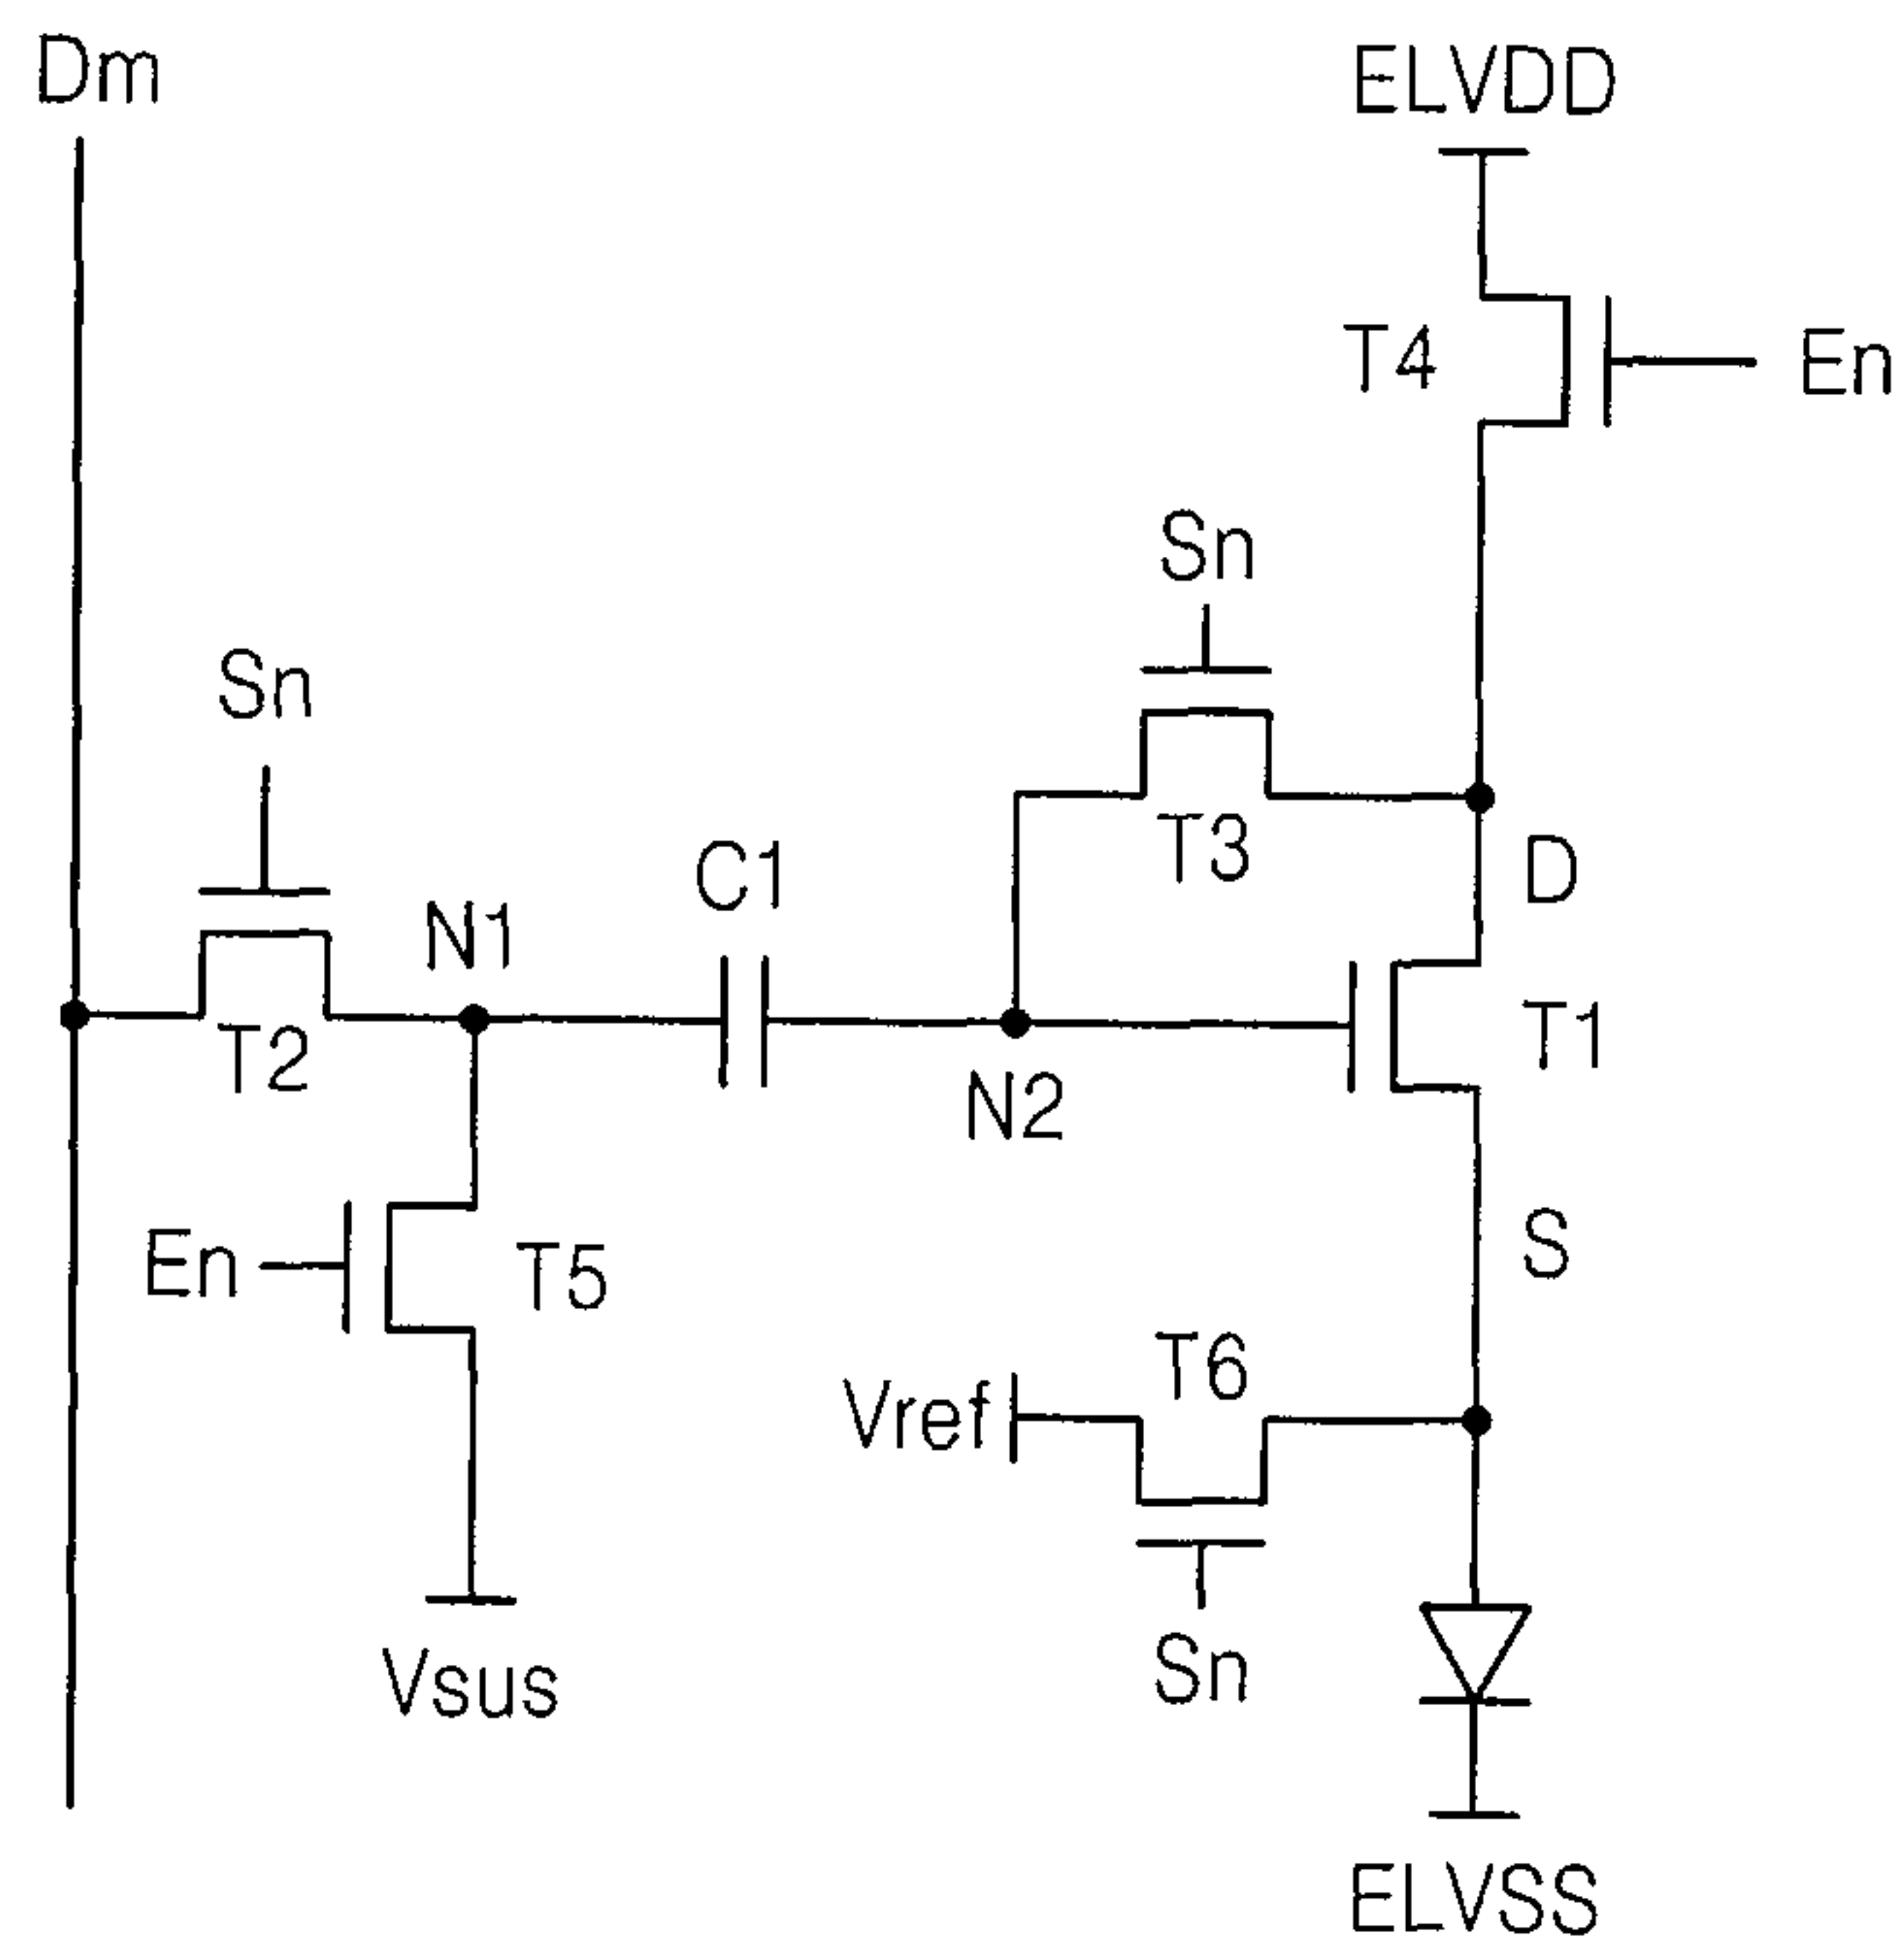 Dm
ELVDD
T4
En
Sn
Sn
C1
T3
D
N1
T2
T1
N2
En
T5
S
T6
Vref
Sn
Vsus
ELVSS